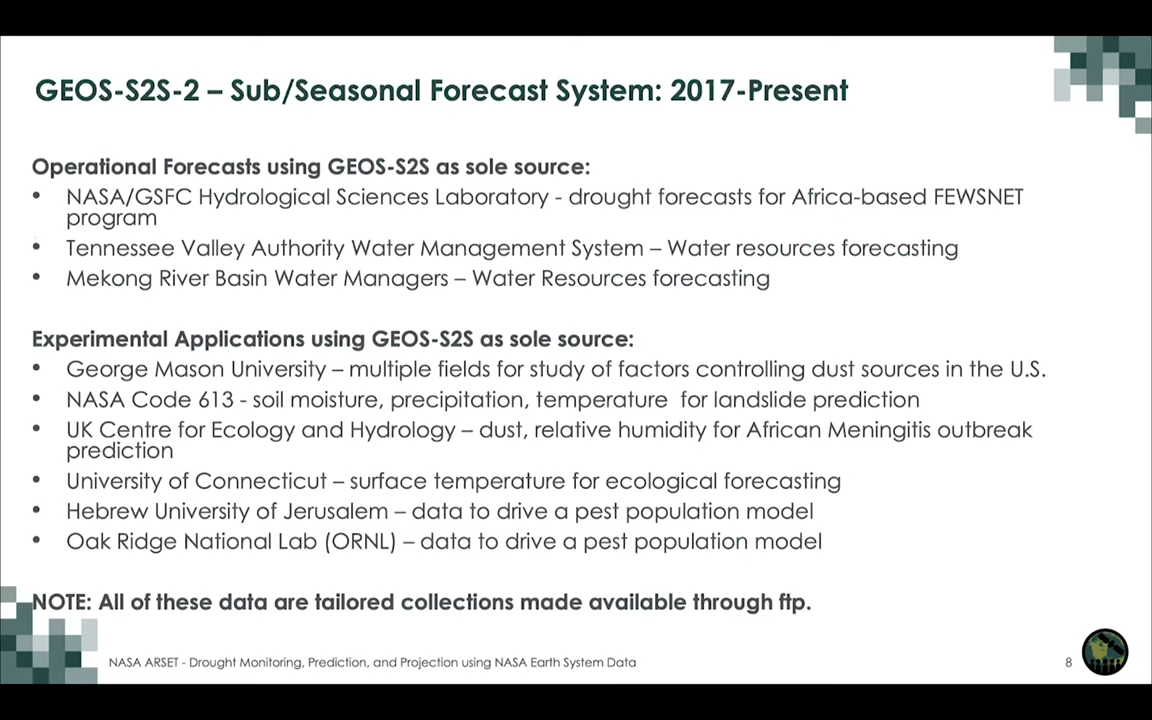 GEOS-S2S-2 – Sub/Seasonal Forecast System: 2017-Present
Operational Forecasts using GEOS-S2S as sole source:
• NASA/GSFC Hydrological Sciences Laboratory - drought forecasts for Africa-based FEWSNET
program
• Tennessee Valley Authority Water Management System – Water resources forecasting
• Mekong River Basin Water Managers – Water Resources forecasting
Experimental Applications using GEOS-S2S as sole source:
• George Mason University – multiple fields for study of factors controlling dust sources in the U.S.
• NASA Code 613 - soil moisture, precipitation, temperature  for landslide prediction
• UK Centre for Ecology and Hydrology – dust, relative humidity for African Meningitis outbreak
prediction
• University of Connecticut – surface temperature for ecological forecasting
• Hebrew University of Jerusalem – data to drive a pest population model
• Oak Ridge National Lab (ORNL) – data to drive a pest population model
NOTE: All of these data are tailored collections made available through ftp.
NASA ARSET - Drought Monitoring, Prediction, and Projection using NASA Earth System Data
8